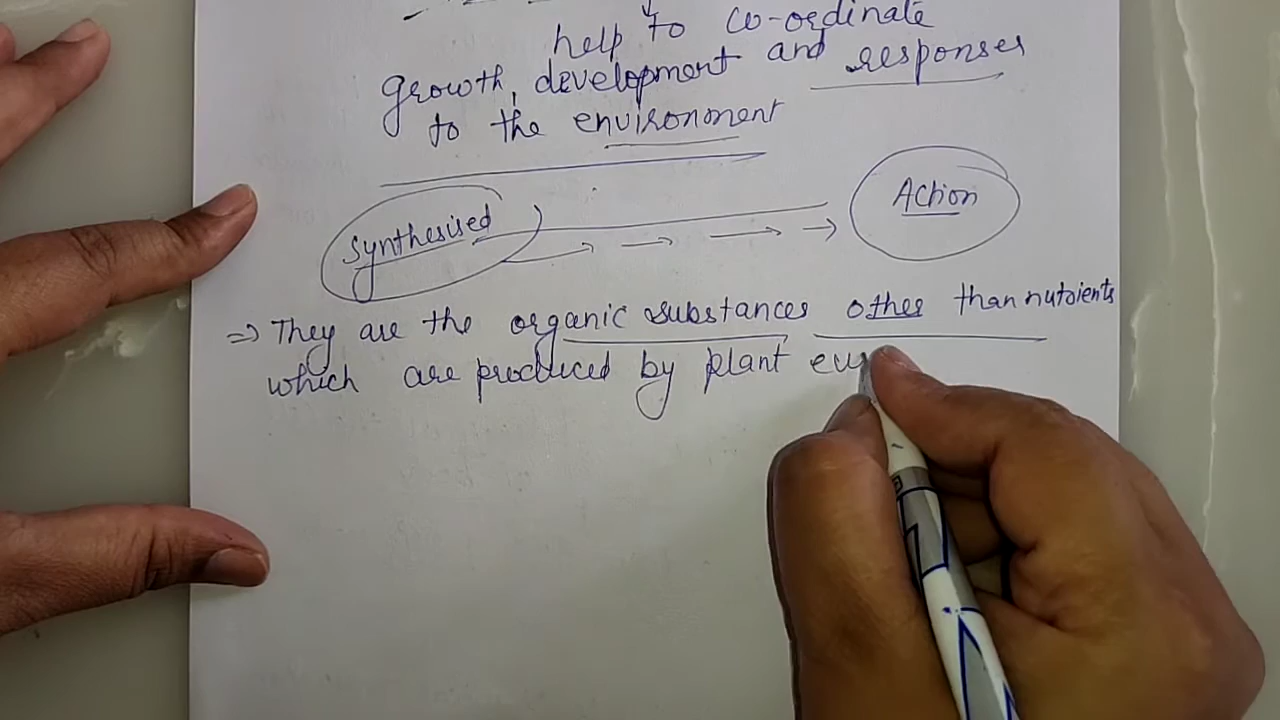 help to co-ordinate
growth, development and responses
to the environment
Synthesised
Action
=> They are the organic substances other than nutrients
which are produced by plant